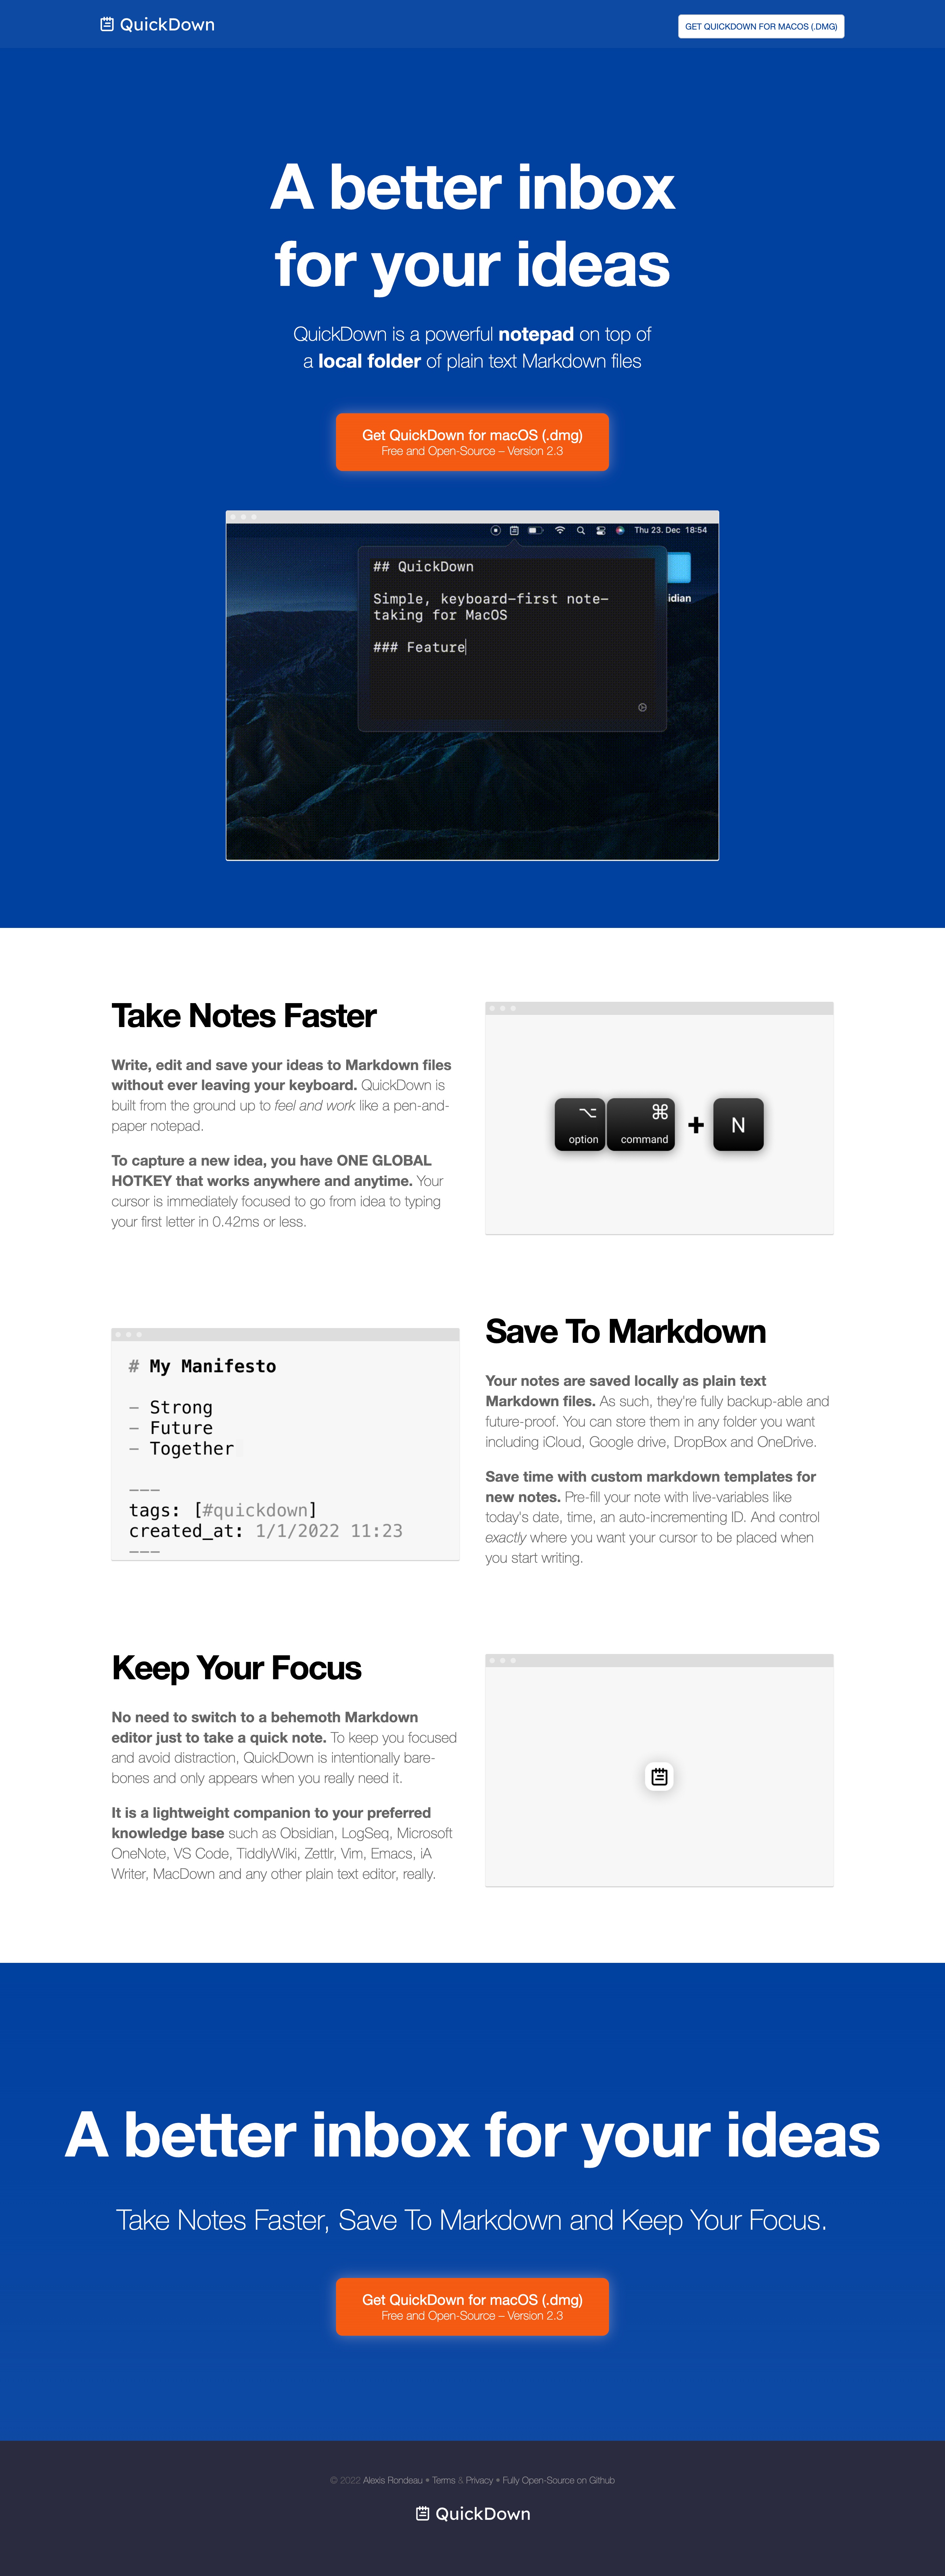 QuickDown
GET QUICKDOWN FOR MACOS (.DMG)
A better inbox
for your ideas
QuickDown is a powerful notepad on top of
a local folder of plain text Markdown files
Get QuickDown for macOS (.dmg)
Free and Open-Source – Version 2.3
Thu 23. Dec 18:54
## QuickDown
idian
Simple, keyboard-first note-
taking for MacOS
### Feature
Take Notes Faster
Write, edit and save your ideas to Markdown files
without ever leaving your keyboard. QuickDown is
built from the ground up to feel and work like a pen-and-
paper notepad.
To capture a new idea, you have ONE GLOBAL
HOTKEY that works anywhere and anytime. Your
cursor is immediately focused to go from idea to typing
your first letter in 0.42ms or less.
⌥ ⌘
option command + N
# My Manifesto
– Strong
– Future
– Together
---
tags: [#quickdown]
created_at: 1/1/2022 11:23
---
Save To Markdown
Your notes are saved locally as plain text
Markdown files. As such, they're fully backup-able and
future-proof. You can store them in any folder you want
including iCloud, Google drive, DropBox and OneDrive.
Save time with custom markdown templates for
new notes. Pre-fill your note with live-variables like
today's date, time, an auto-incrementing ID. And control
exactly where you want your cursor to be placed when
you start writing.
Keep Your Focus
No need to switch to a behemoth Markdown
editor just to take a quick note. To keep you focused
and avoid distraction, QuickDown is intentionally bare-
bones and only appears when you really need it.
It is a lightweight companion to your preferred
knowledge base such as Obsidian, LogSeq, Microsoft
OneNote, VS Code, TiddlyWiki, Zettlr, Vim, Emacs, iA
Writer, MacDown and any other plain text editor, really.
A better inbox for your ideas
Take Notes Faster, Save To Markdown and Keep Your Focus.
Get QuickDown for macOS (.dmg)
Free and Open-Source – Version 2.3
© 2022 Alexis Rondeau • Terms & Privacy • Fully Open-Source on Github
QuickDown